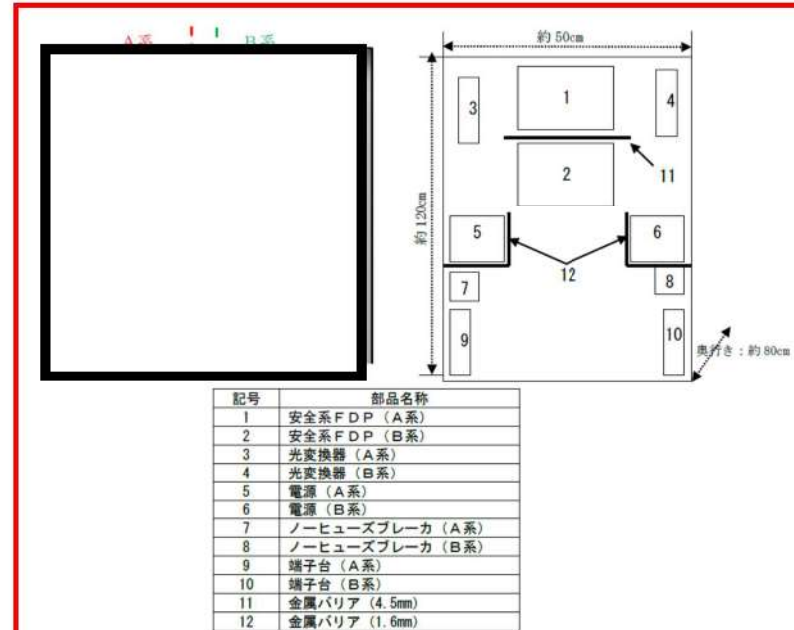 A系 B系
約50cm
1
3
4
2
11
約120cm
5
6
12
7
8
9
10
奥行き：約80cm
記号 部品名称
1 安全系FDP（A系）
2 安全系FDP（B系）
3 光変換器（A系）
4 光変換器（B系）
5 電源（A系）
6 電源（B系）
7 ノーヒューズブレーカ（A系）
8 ノーヒューズブレーカ（B系）
9 端子台（A系）
10 端子台（B系）
11 金属バリア（4.5mm）
12 金属バリア（1.6mm）